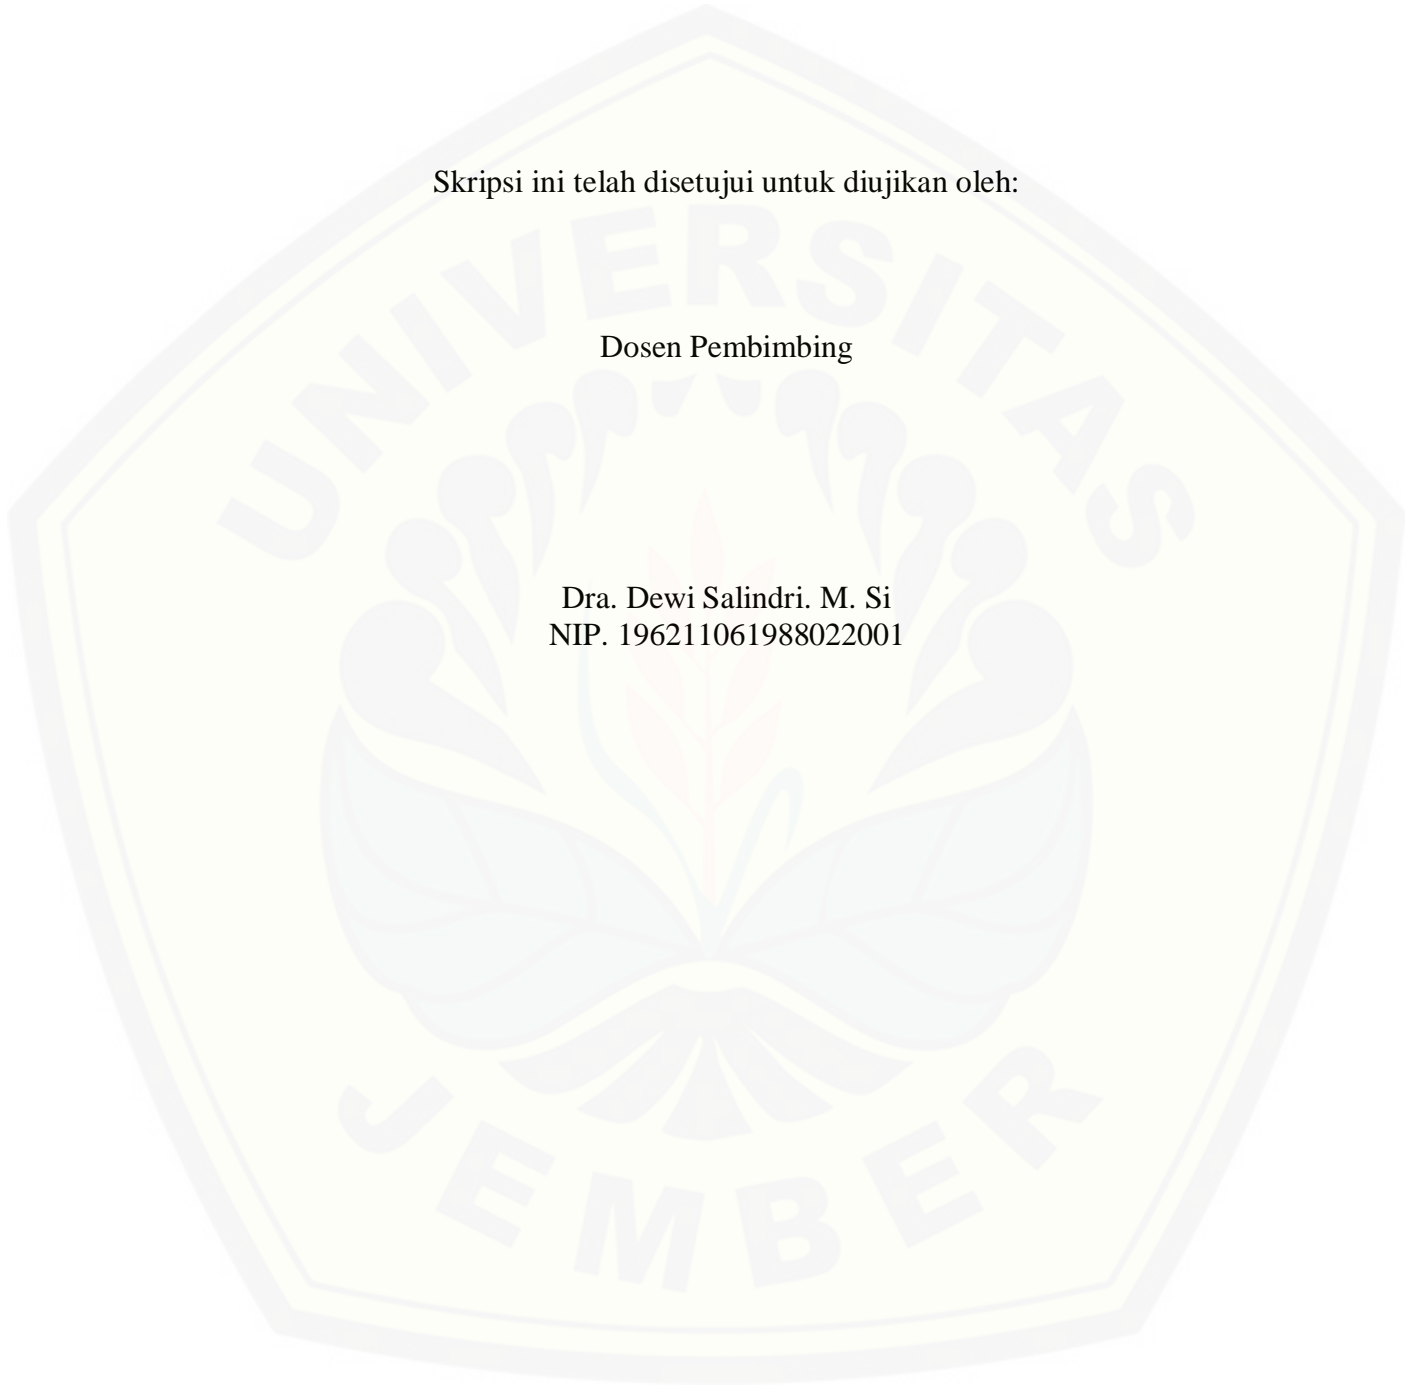 Skripsi ini telah disetujui untuk diujikan oleh:
UNIVERSITAS
Dosen Pembimbing
Dra. Dewi Salindri. M. Si
NIP. 196211061988022001
JEMBER